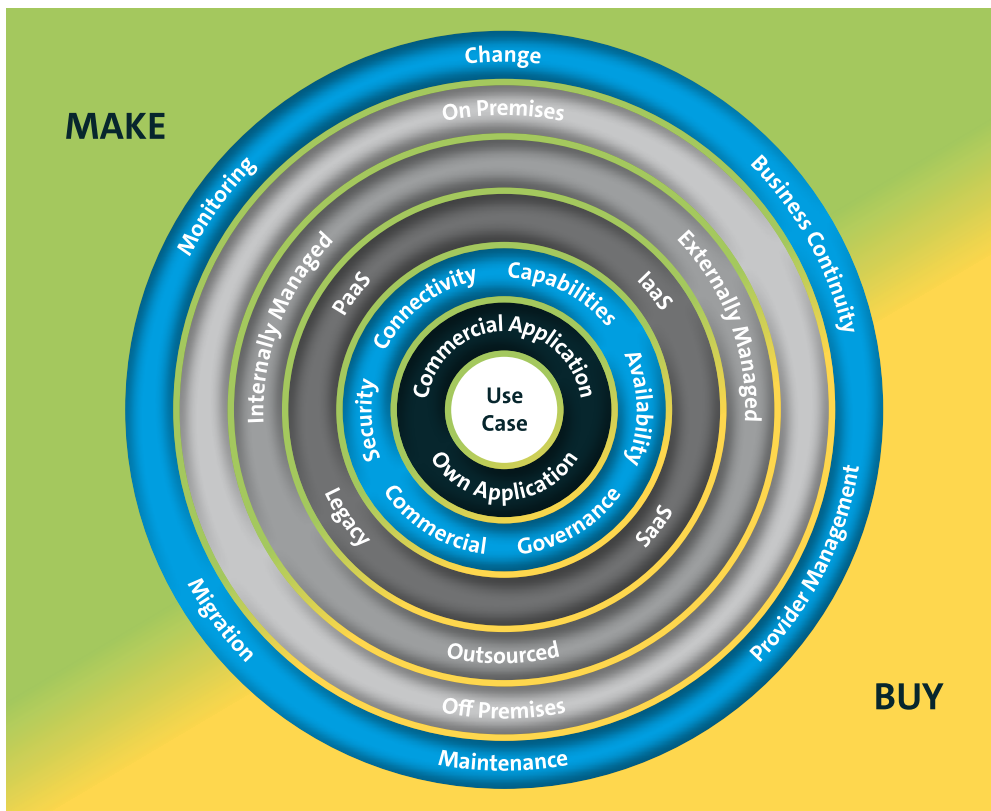 MAKE
Change
Business Continuity
Provider Management
Maintenance
Migration
Monitoring
On Premises
Off Premises
Internally Managed
Externally Managed
Outsourced
PaaS
IaaS
SaaS
Legacy
Connectivity
Capabilities
Availability
Governance
Commercial
Security
Commercial Application
Own Application
Use
Case
BUY